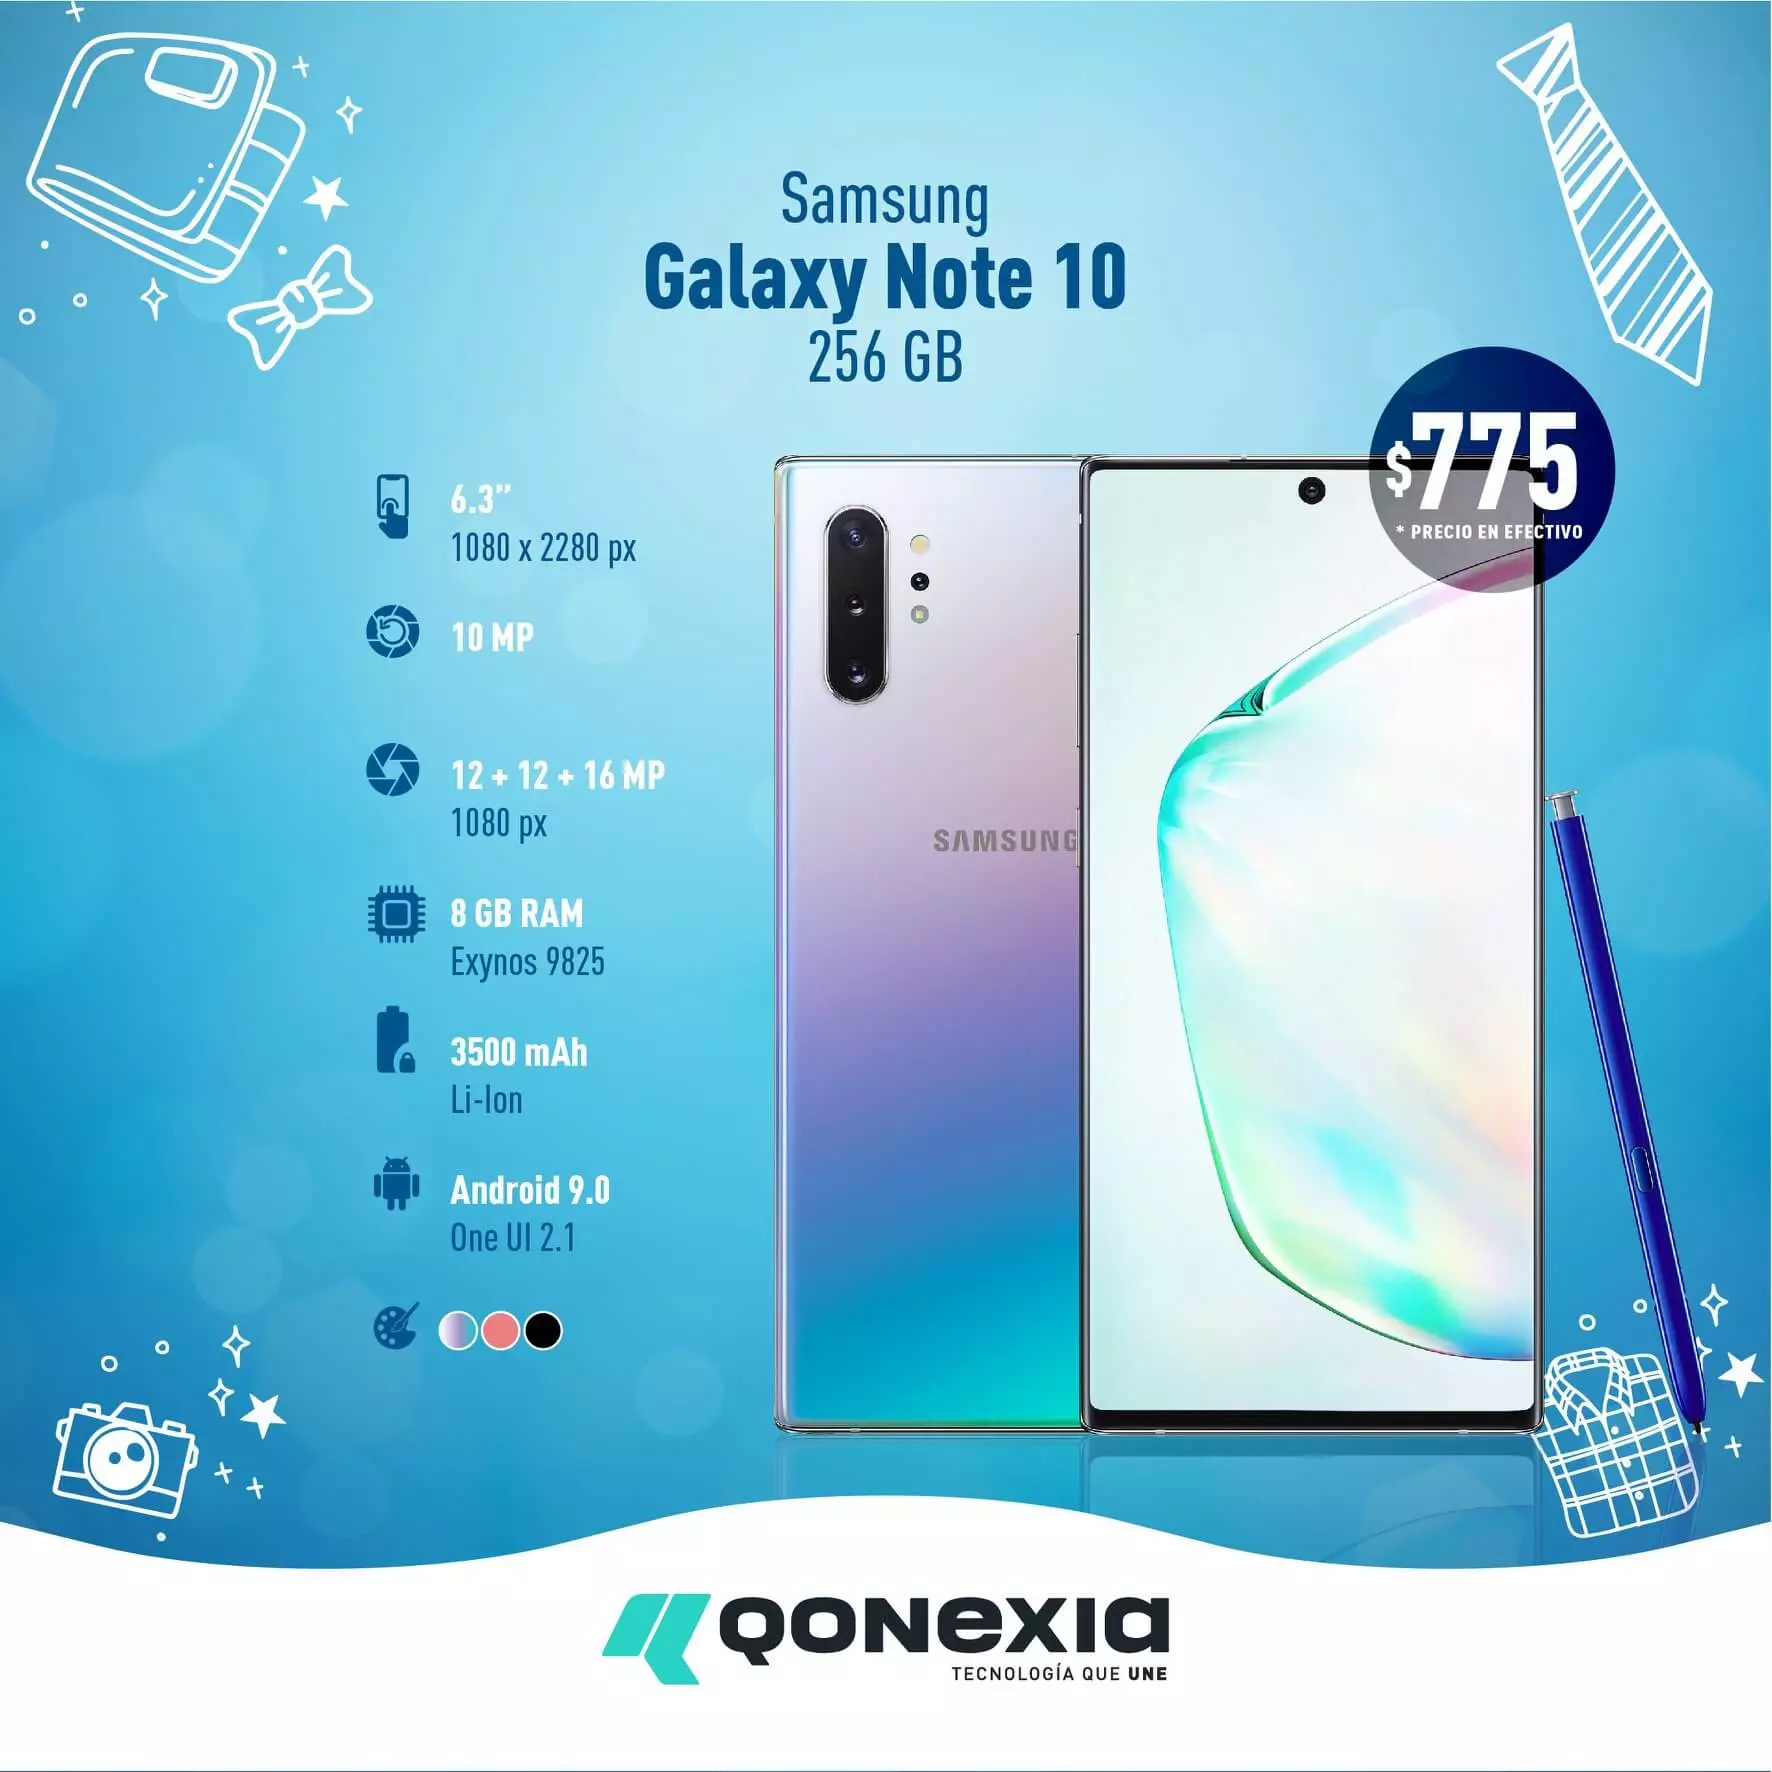 Samsung
Galaxy Note 10
256 GB
$775
* PRECIO EN EFECTIVO
6.3”
1080 x 2280 px
10 MP
12 + 12 + 16 MP
1080 px
8 GB RAM
Exynos 9825
3500 mAh
Li-Ion
Android 9.0
One UI 2.1
SAMSUNG
QONEXIA
TECNOLOGÍA QUE UNE